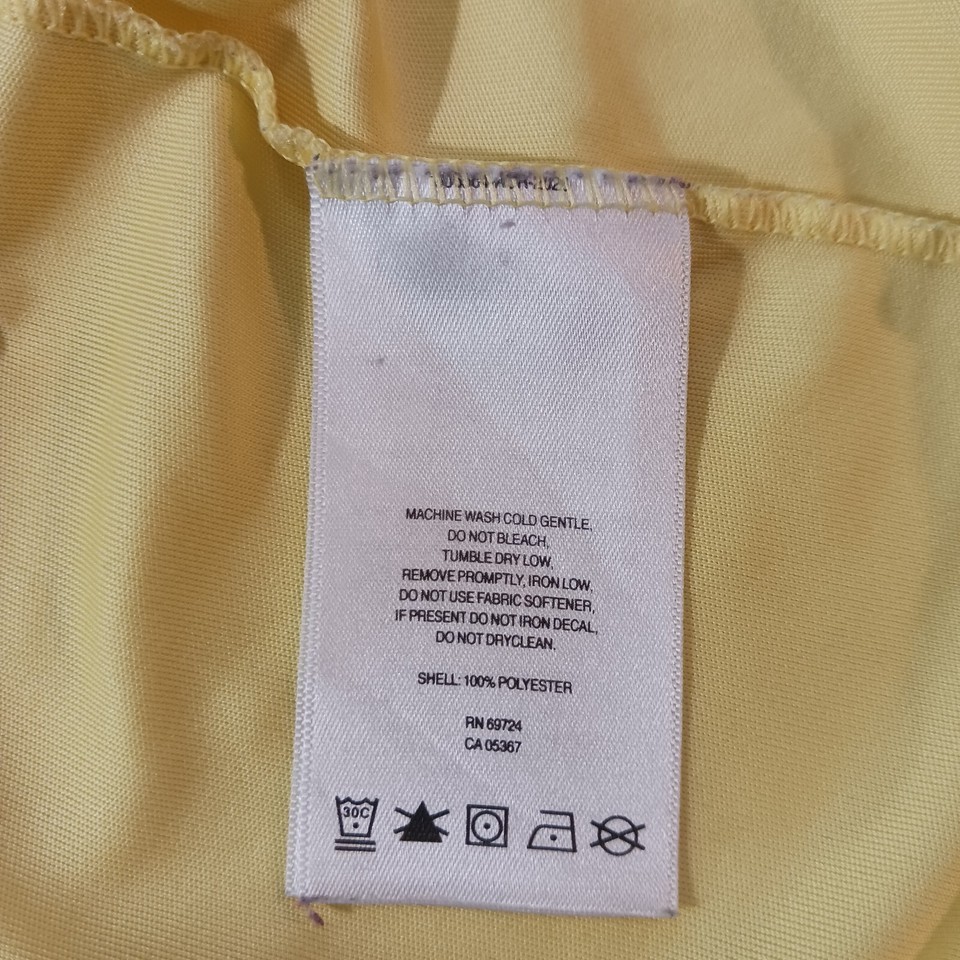 MACHINE WASH COLD GENTLE,
DO NOT BLEACH,
TUMBLE DRY LOW,
REMOVE PROMPTLY, IRON LOW,
DO NOT USE FABRIC SOFTENER,
IF PRESENT DO NOT IRON DECAL,
DO NOT DRYCLEAN.
SHELL: 100% POLYESTER
RN 69724
CA 05367
30C